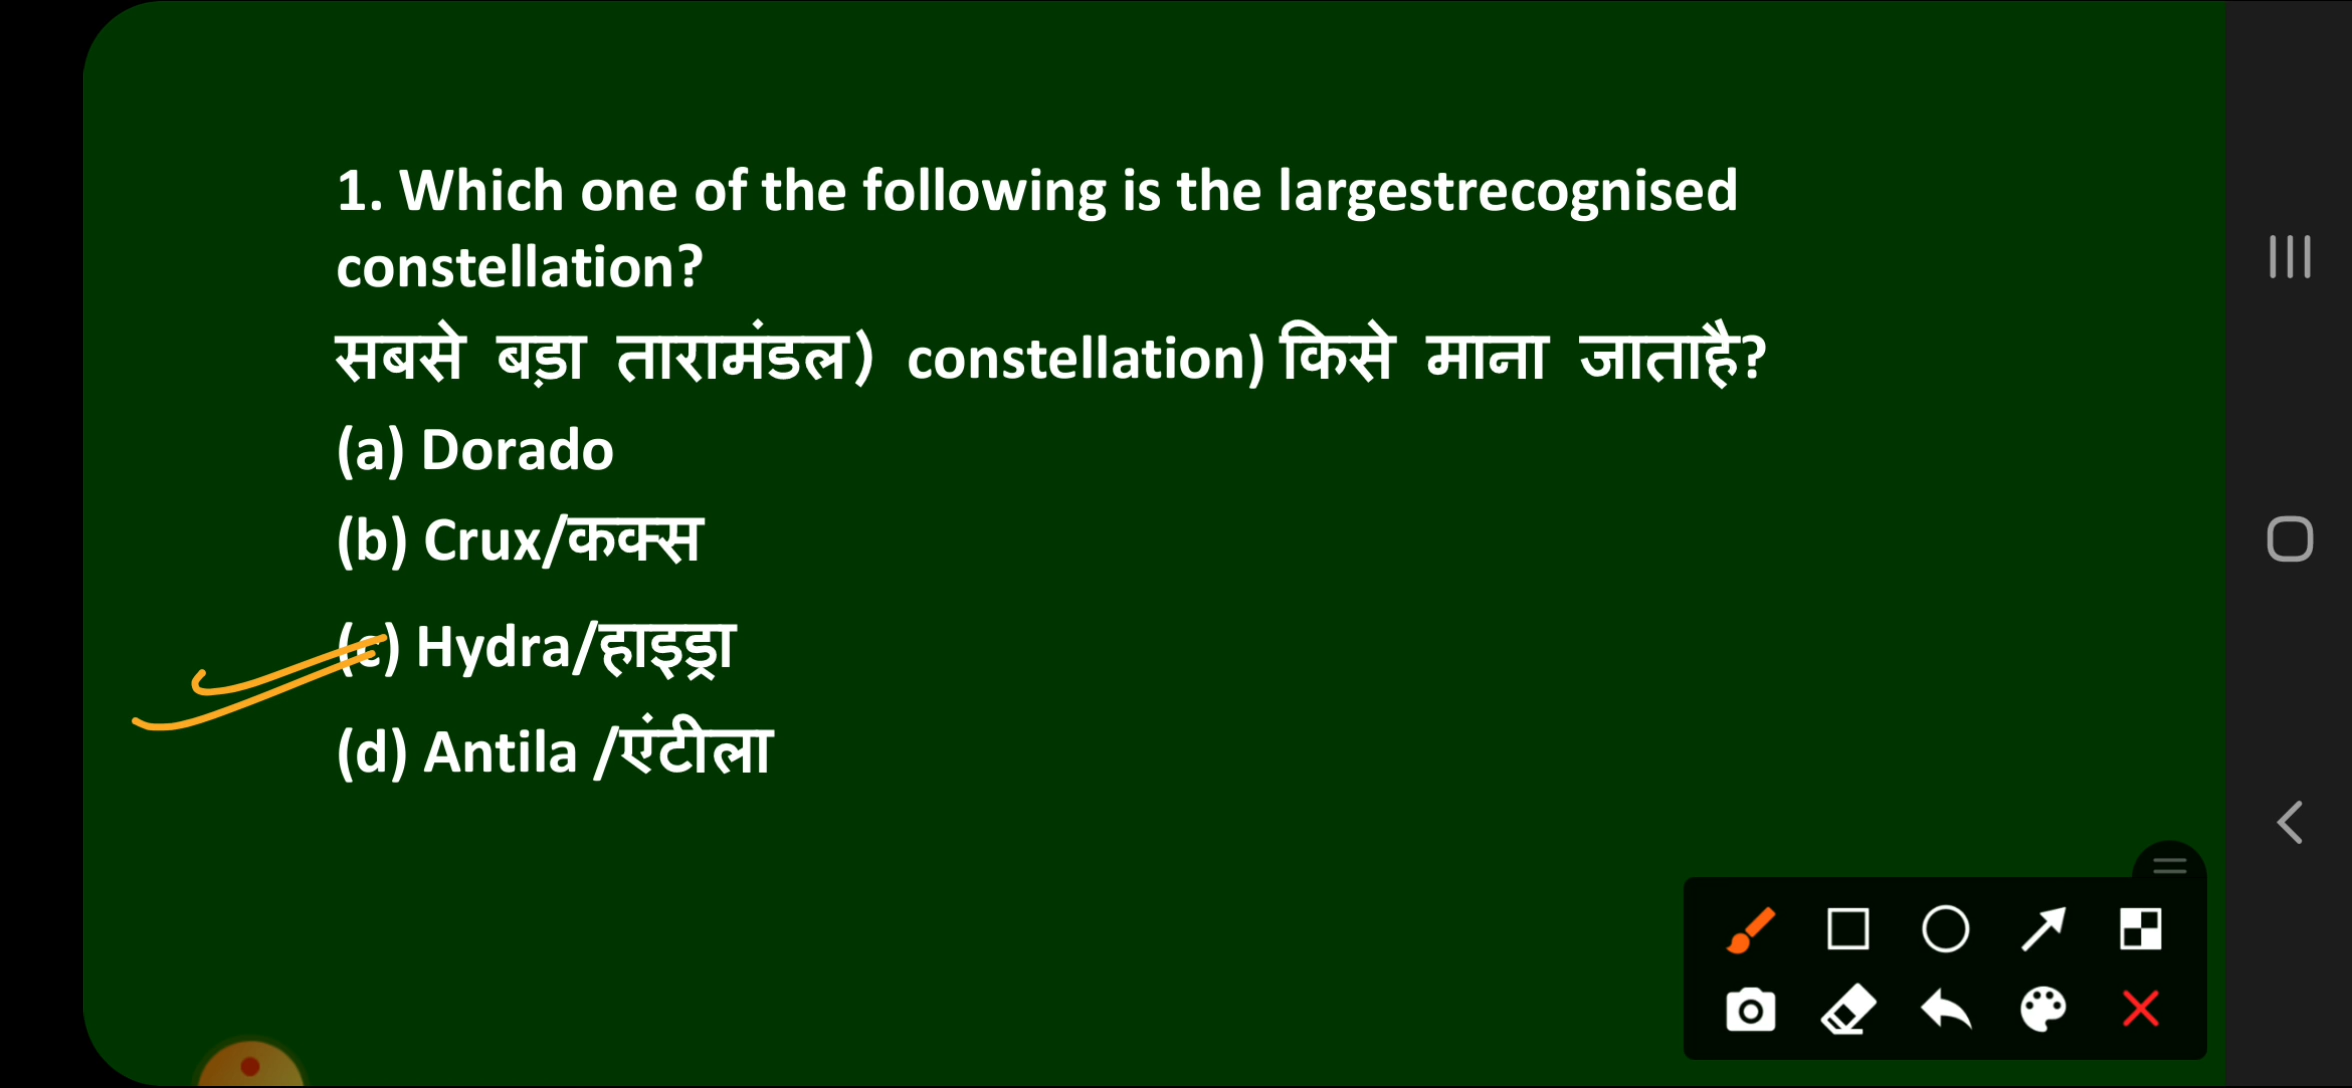 1. Which one of the following is the largestrecognised
constellation?
सबसे बड़ा तारामंडल) constellation) किसे माना जाताहै?
(a) Dorado
(b) Crux/कक्स
(c) Hydra/हाइड्रा
(d) Antila /एंटीला